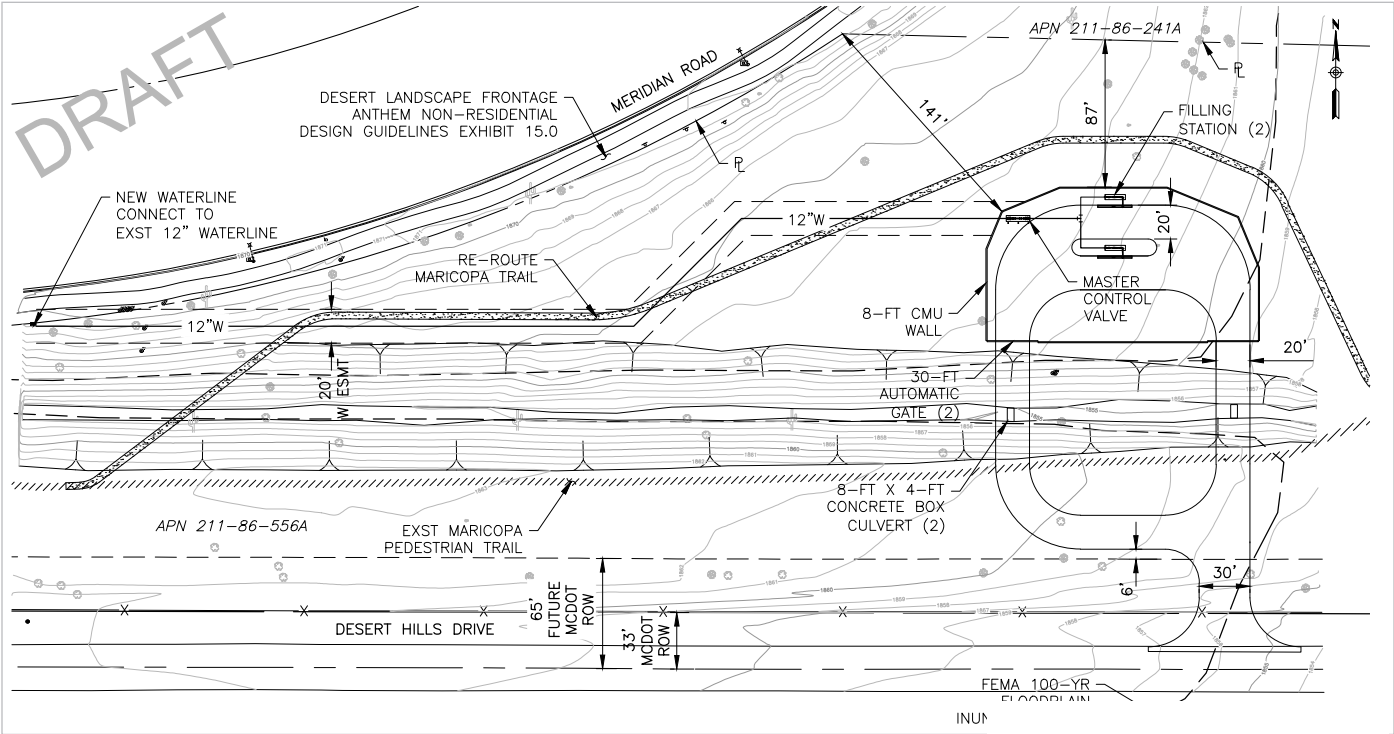 DRAFT
APN 211-86-241A
N
PL
MERIDIAN ROAD
DESERT LANDSCAPE FRONTAGE
ANTHEM NON-RESIDENTIAL
DESIGN GUIDELINES EXHIBIT 15.0
141'
87'
FILLING
STATION (2)
PL
NEW WATERLINE
CONNECT TO
EXST 12" WATERLINE
12"W
20'
RE-ROUTE
MARICOPA TRAIL
MASTER
CONTROL
VALVE
8-FT CMU
WALL
12"W
20'
W ESMT
20'
30-FT
AUTOMATIC
GATE (2)
8-FT X 4-FT
CONCRETE BOX
CULVERT (2)
APN 211-86-556A
EXST MARICOPA
PEDESTRIAN TRAIL
65'
FUTURE
MCDOT
ROW
33'
MCDOT
ROW
6'
30'
DESERT HILLS DRIVE
FEMA 100-YR
FLOODPLAIN
INUN